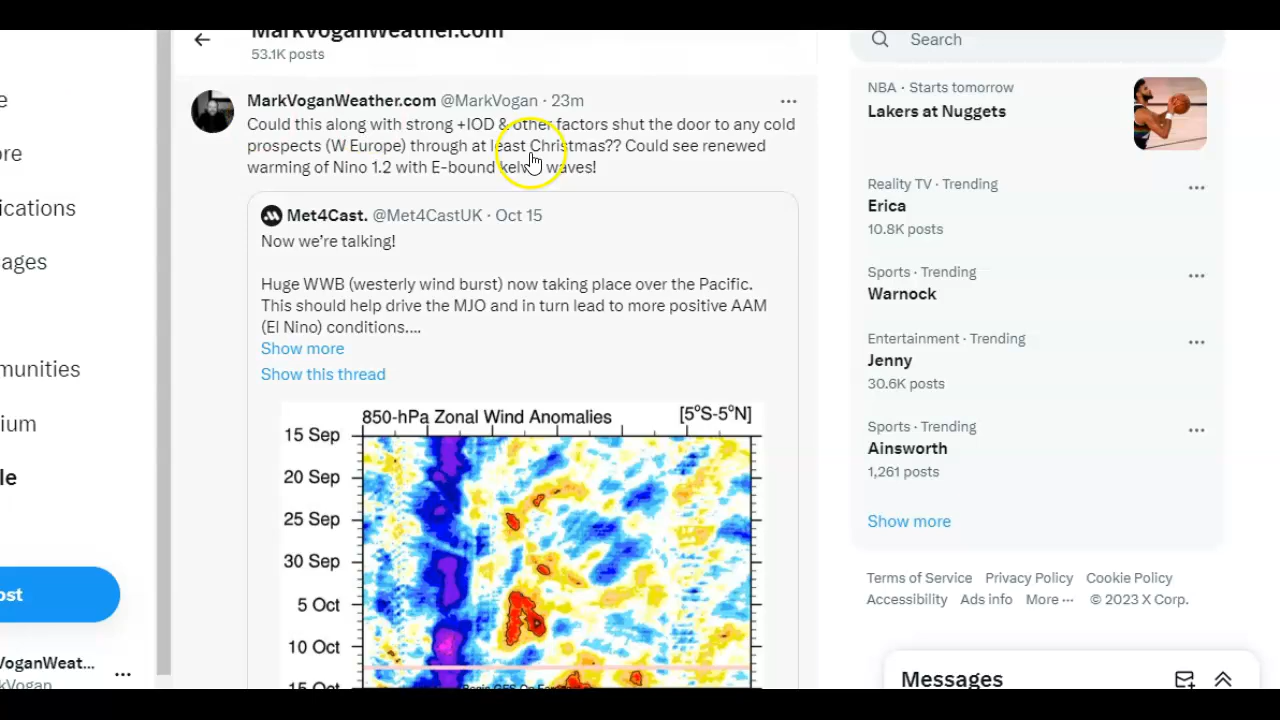 MarkVoganWeather.com
53.1K posts
MarkVoganWeather.com @MarkVogan · 23m
Could this along with strong +IOD & other factors shut the door to any cold
prospects (W Europe) through at least Christmas?? Could see renewed
warming of Nino 1.2 with E-bound kelvin waves!
Met4Cast. @Met4CastUK · Oct 15
Now we're talking!
Huge WWB (westerly wind burst) now taking place over the Pacific.
This should help drive the MJO and in turn lead to more positive AAM
(El Nino) conditions....
Show more
Show this thread
850-hPa Zonal Wind Anomalies [5°S-5°N]
15 Sep
20 Sep
25 Sep
30 Sep
5 Oct
10 Oct
15 Oct
e
ore
ications
ages
munities
ium
le
ost
VoganWeat...
kVogan
Search
NBA · Starts tomorrow
Lakers at Nuggets
Reality TV · Trending
Erica
10.8K posts
Sports · Trending
Warnock
Entertainment · Trending
Jenny
30.6K posts
Sports · Trending
Ainsworth
1,261 posts
Show more
Terms of Service Privacy Policy Cookie Policy
Accessibility Ads info More ··· © 2023 X Corp.
Messages